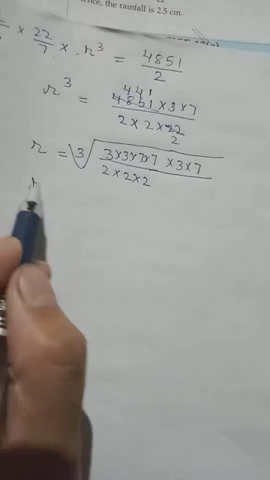 ence, the rainfall is 2.5 cm.
× 22/7 × r³ = 4851/2
r³ = 441 4851 × 3 × 7 / 2 × 2 × 22 2
r = ∛ 3×3×7×7 × 3 × 7 / 2 × 2 × 2
r